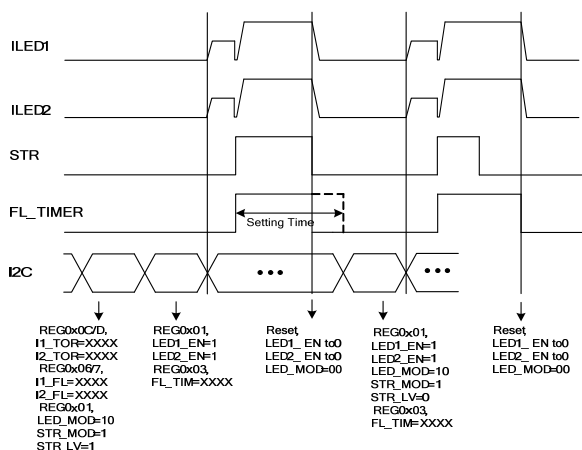 ILED1
ILED2
STR
FL_TIMER
Setting Time
I2C
•••
•••
REG0x0C/D,
I1_TOR=XXXX
I2_TOR=XXXX
REG0x06/7,
I1_FL=XXXX
I2_FL=XXXX
REG0x01,
LED_MOD=10
STR_MOD=1
STR_LV=1
REG0x01,
LED1_EN=1
LED2_EN=1
REG0x03,
FL_TIM=XXXX
Reset,
LED1_ EN to0
LED2_ EN to0
LED_MOD=00
REG0x01,
LED1_EN=1
LED2_EN=1
LED_MOD=10
STR_MOD=1
STR_LV=0
REG0x03,
FL_TIM=XXXX
Reset,
LED1_ EN to0
LED2_ EN to0
LED_MOD=00